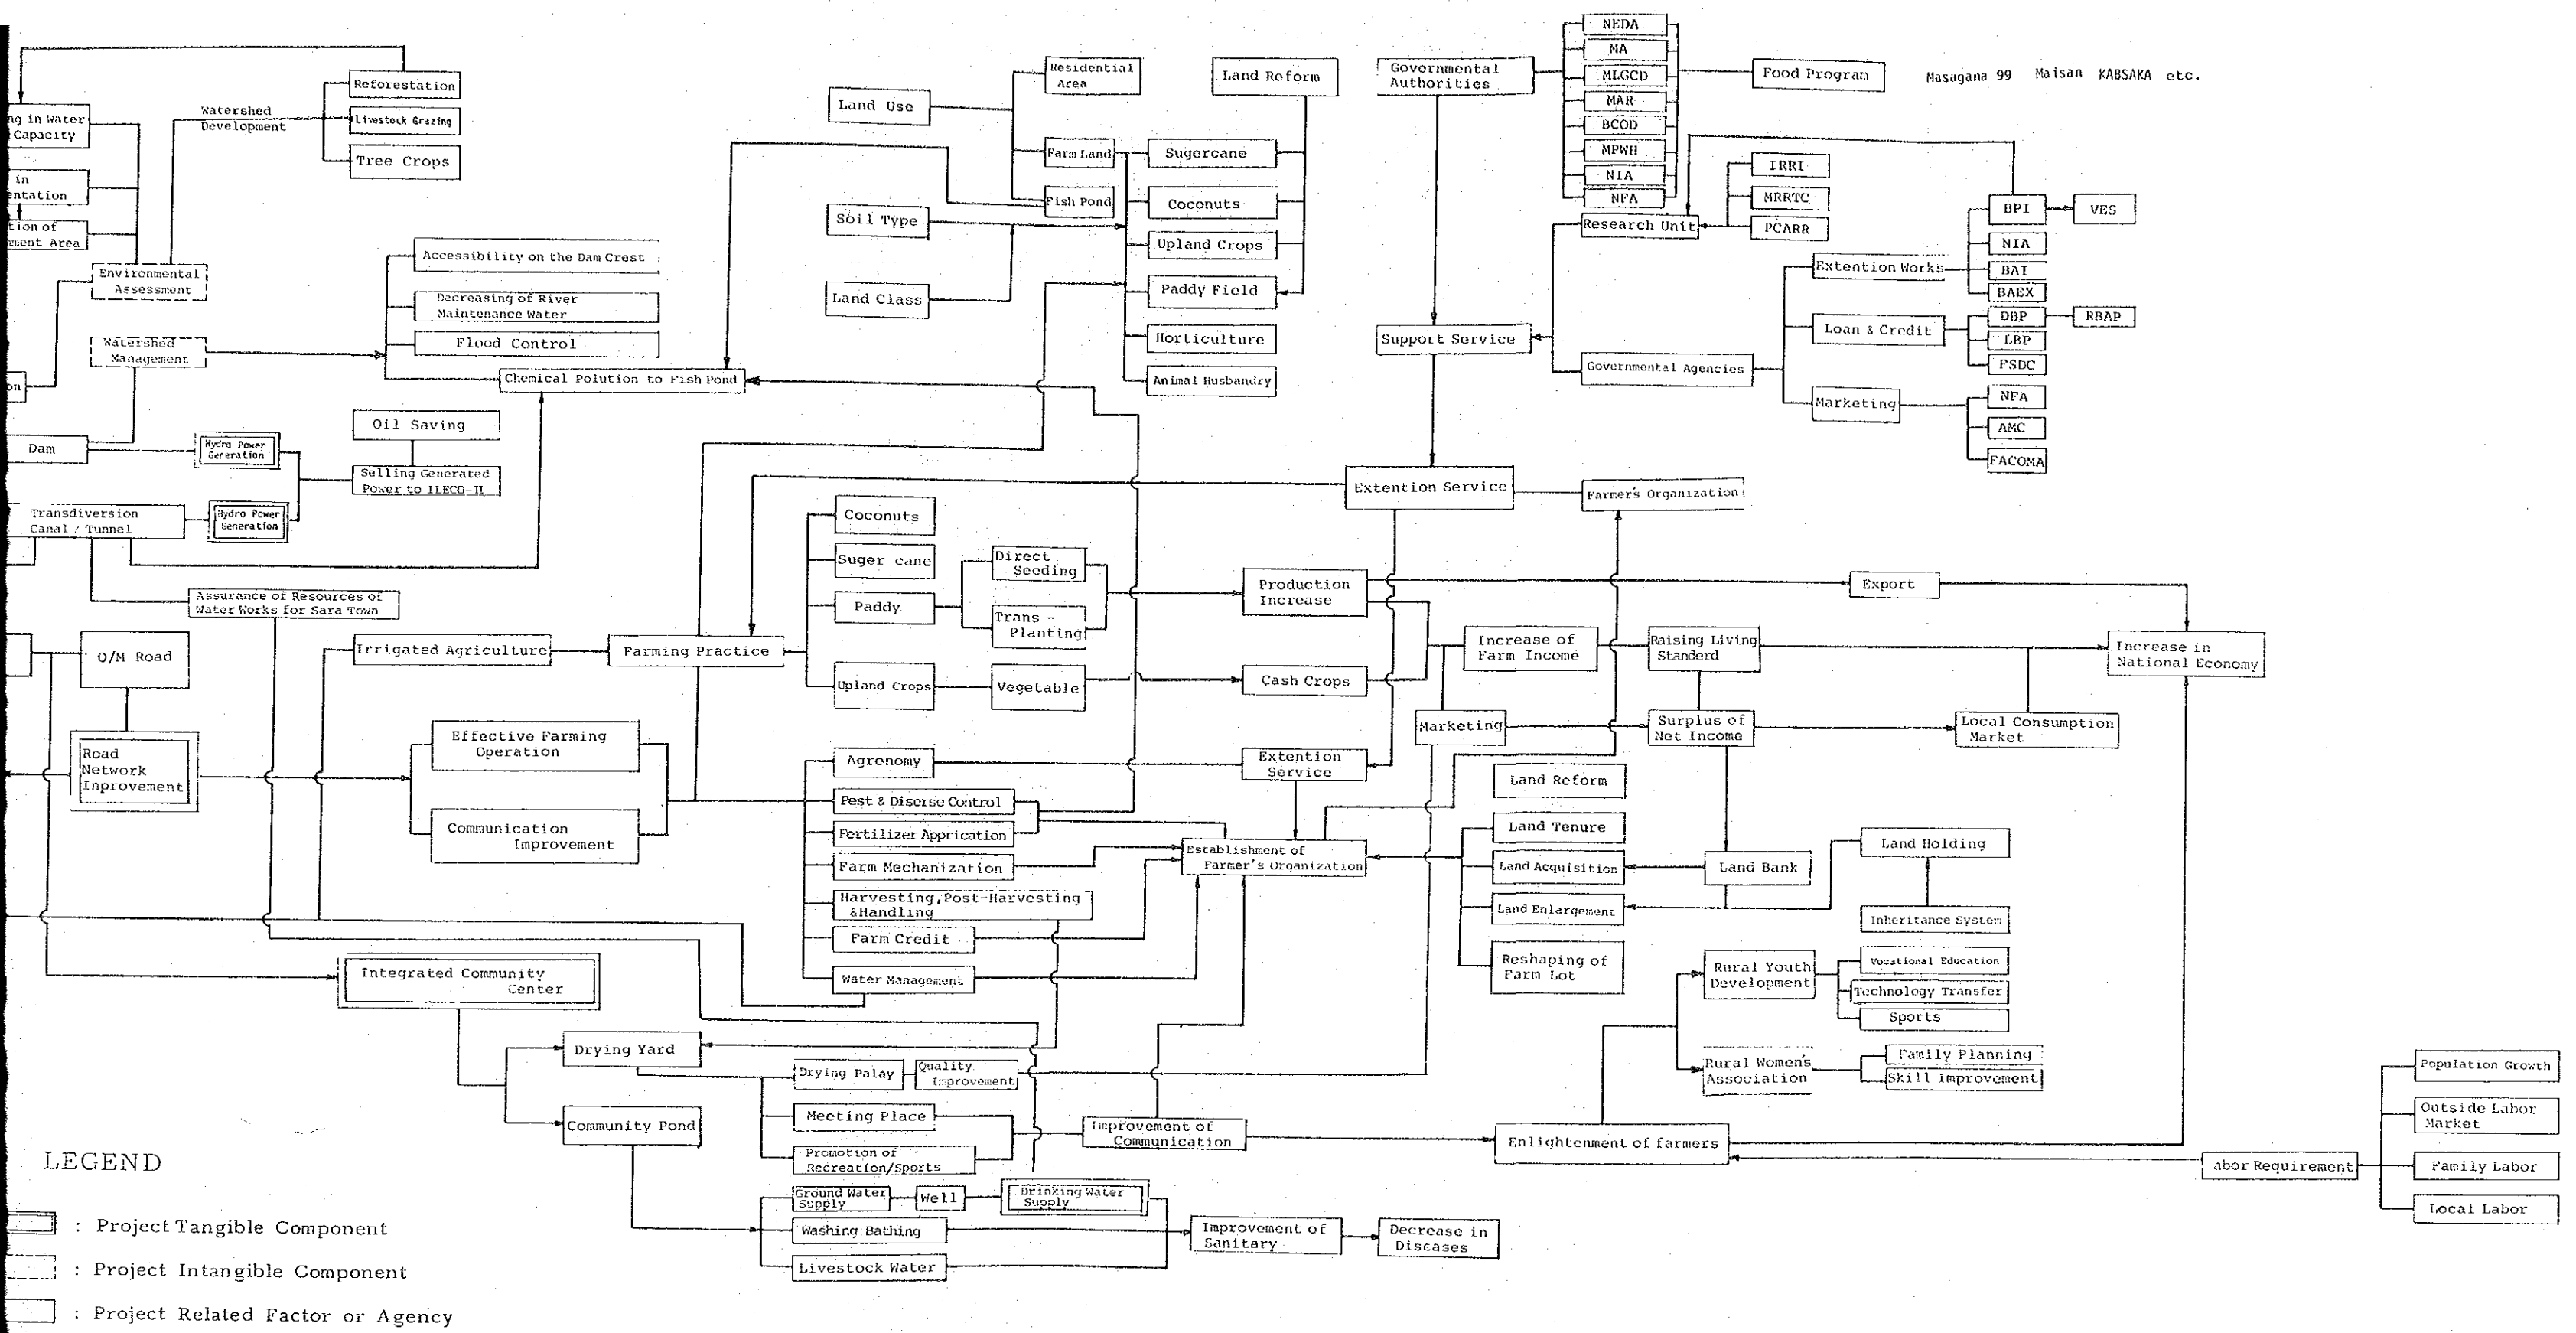 NEDA
MA
MLGCD
MAR
BCOD
MPWH
NIA
NFA
Governmental
Authorities
Food Program
Masagana 99 Maisan KABSAKA etc.
Residential
Area
Land Reform
Land Use
Farm Land
Fish Pond
Soil Type
Land Class
Sugercane
Coconuts
Upland Crops
Paddy Field
Horticulture
Animal Husbandry
Reforestation
Livestock Grazing
Tree Crops
Watershed
Development
ng in Water
Capacity
in
entation
tion of
ment Area
Environmental
Assessment
Watershed
Management
on
Accessibility on the Dam Crest
Decreasing of River
Maintenance Water
Flood Control
Chemical Polution to Fish Pond
Research Unit
IRRI
MRRTC
PCARR
Support Service
Governmental Agencies
Extention Works
Loan & Credit
Marketing
BPI
VES
NIA
BAI
BAEX
DBP
RBAP
LBP
FSDC
NFA
AMC
FACOMA
Dam
Hydro Power
Generation
Oil Saving
Selling Generated
Power to ILECO-II
Transdiversion
Canal / Tunnel
Hydro Power
Generation
Assurance of Resources of
Water Works for Sara Town
Extention Service
Farmer's Organization
Coconuts
Suger cane
Paddy
Upland Crops
Direct
Seeding
Trans -
Planting
Vegetable
Production
Increase
Cash Crops
Export
O/M Road
Irrigated Agriculture
Farming Practice
Increase of
Farm Income
Raising Living
Standerd
Increase in
National Economy
Marketing
Surplus of
Net Income
Local Consumption
Market
Road
Network
Inprovement
Effective Farming
Operation
Communication
Improvement
Agronomy
Pest & Diserse Control
Fertilizer Apprication
Farm Mechanization
Harvesting,Post-Harvesting
&Handling
Farm Credit
Water Management
Extention
Service
Establishment of
Farmer's Organization
Land Reform
Land Tenure
Land Acquisition
Land Enlargement
Reshaping of
Farm Lot
Land Bank
Land Holding
Inheritance System
Integrated Community
Center
Rural Youth
Development
Vocational Education
Technology Transfer
Sports
Rural Women's
Association
Family Planning
Skill Improvement
Drying Yard
Drying Palay
Quality
Improvement
Community Pond
Meeting Place
Promotion of
Recreation/Sports
Improvement of
Communication
Enlightenment of farmers
abor Requirement
Population Growth
Outside Labor
Market
Family Labor
Local Labor
Ground Water
Supply
Well
Drinking Water
Supply
Washing Bathing
Livestock Water
Improvement of
Sanitary
Decrease in
Diseases
LEGEND
: Project Tangible Component
: Project Intangible Component
: Project Related Factor or Agency